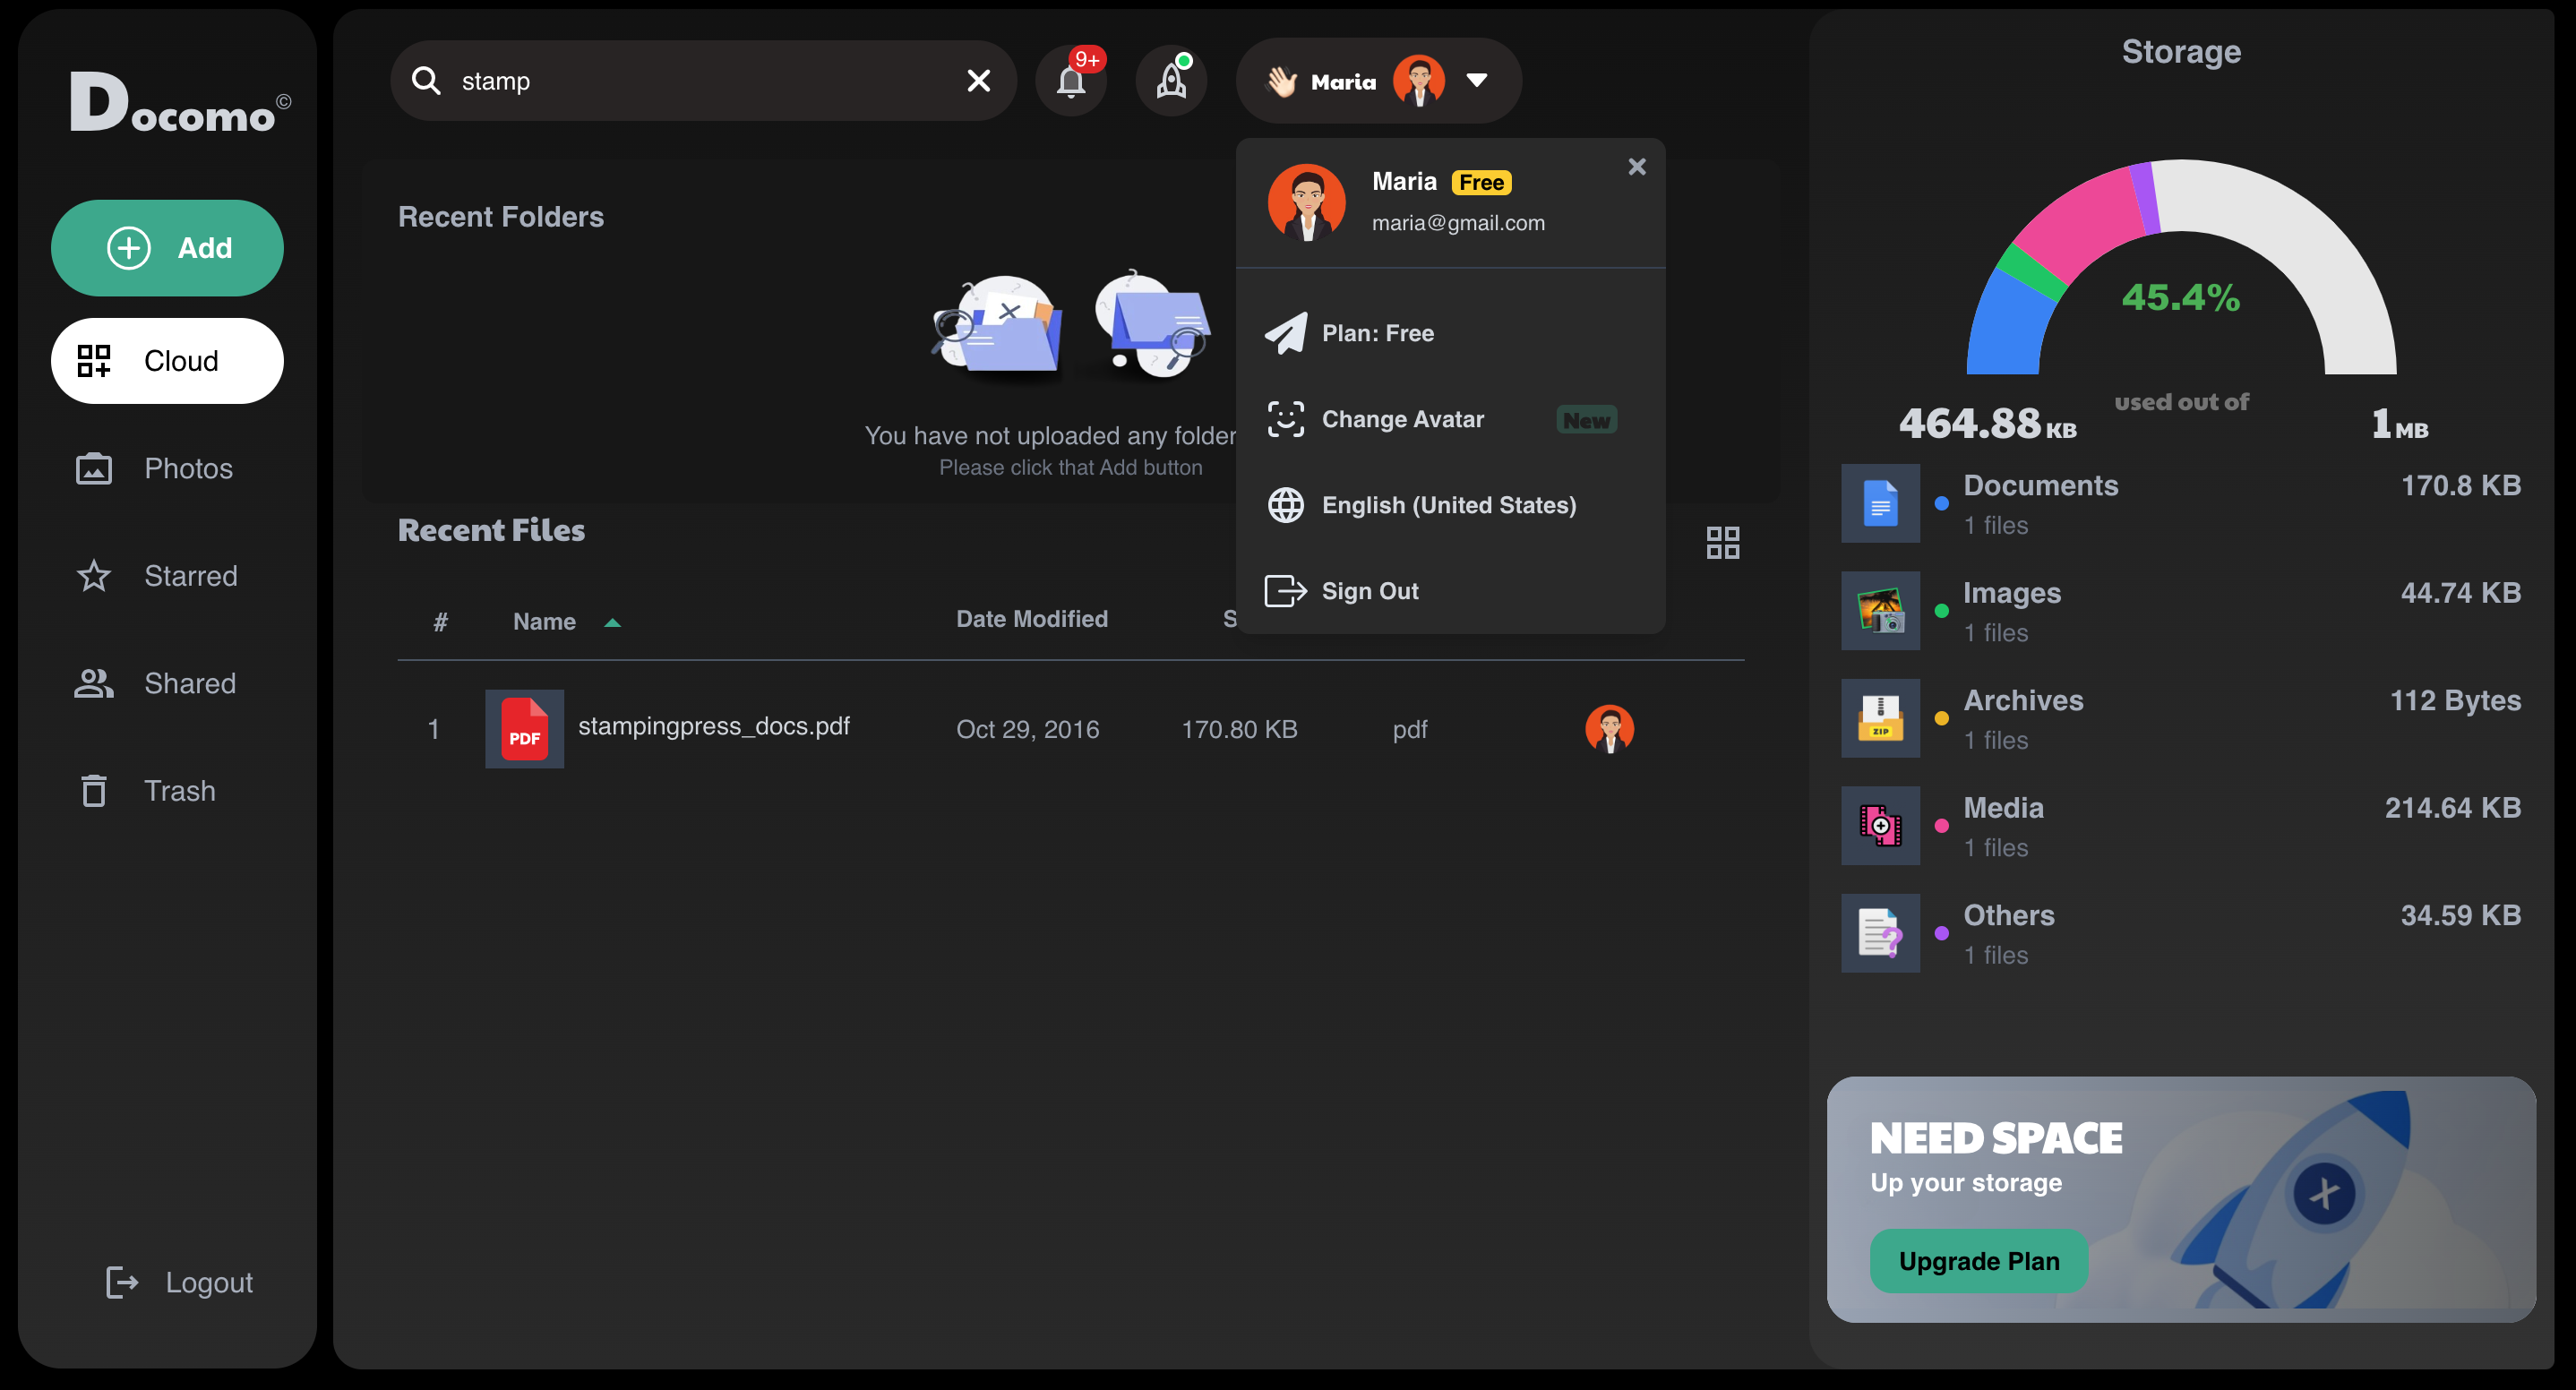 Docomo©
Add
Cloud
Photos
Starred
Shared
Trash
Logout
stamp
9+
👋🏻 Maria
Recent Folders
You have not uploaded any folder
Please click that Add button
Maria Free
maria@gmail.com
Plan: Free
Change Avatar New
English (United States)
Sign Out
Recent Files
# Name Date Modified S
1 PDF stampingpress_docs.pdf Oct 29, 2016 170.80 KB pdf
Storage
45.4%
used out of
464.88 KB 1 MB
Documents 170.8 KB
1 files
Images 44.74 KB
1 files
ZIP
Archives 112 Bytes
1 files
Media 214.64 KB
1 files
Others 34.59 KB
1 files
NEED SPACE
Up your storage
Upgrade Plan